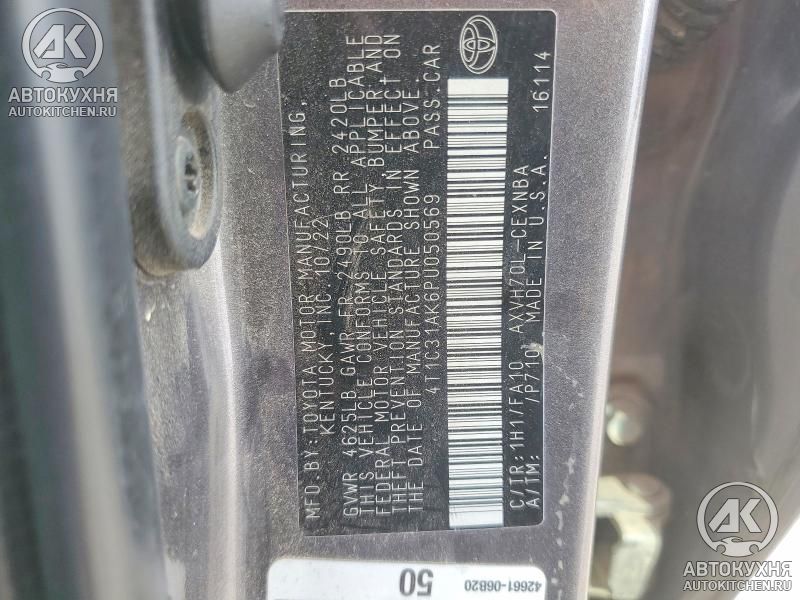 AK
АВТОКУХНЯ
AUTOKITCHEN.RU
MFD.BY:TOYOTA MOTOR MANUFACTURING,
KENTUCKY, INC. 10/22
GVWR 4625LB GAWR FR 2490LB RR 2420LB
THIS VEHICLE CONFORMS TO ALL APPLICABLE
FEDERAL MOTOR VEHICLE SAFETY, BUMPER AND
THEFT PREVENTION STANDARDS IN EFFECT ON
THE DATE OF MANUFACTURE SHOWN ABOVE.
4T1C31AK6PU050569 PASS.CAR
16114
C/TR:1H1/FA10 AXVH70L-CEXNBA
A/TM: /P710 MADE IN U.S.A.
50
42661-06B20
AK
АВТОКУХНЯ
AUTOKITCHEN.RU